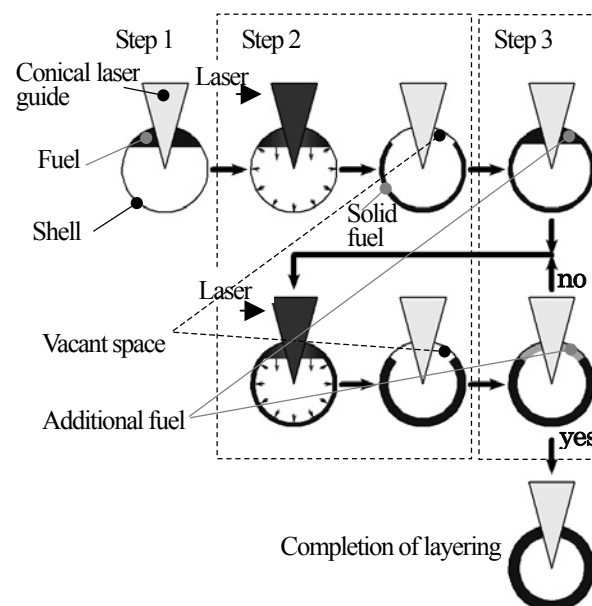 Step 1
Step 2
Step 3
Conical laser
guide
Laser
Fuel
Shell
Solid
fuel
Laser
no
Vacant space
Additional fuel
yes
Completion of layering